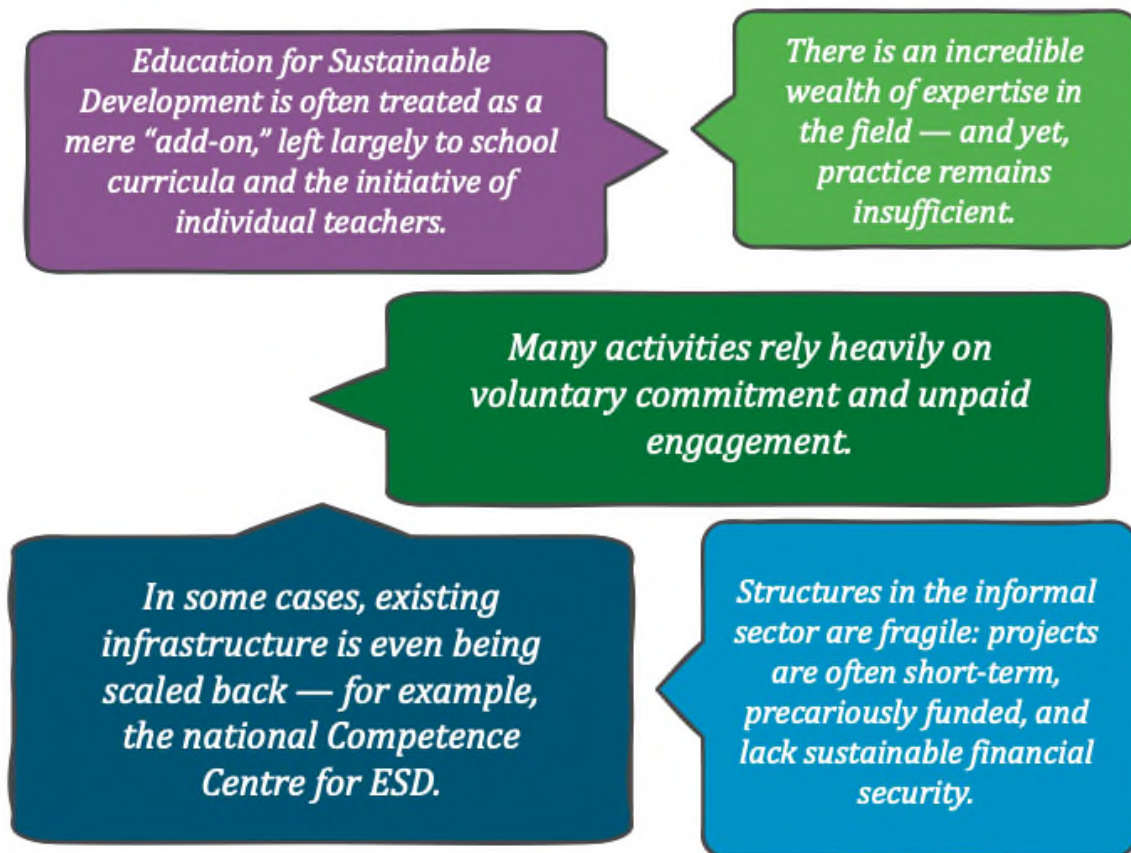 Education for Sustainable
Development is often treated as a
mere “add-on,” left largely to school
curricula and the initiative of
individual teachers.
There is an incredible
wealth of expertise in
the field — and yet,
practice remains
insufficient.
Many activities rely heavily on
voluntary commitment and unpaid
engagement.
In some cases, existing
infrastructure is even being
scaled back — for example,
the national Competence
Centre for ESD.
Structures in the informal
sector are fragile: projects
are often short-term,
precariously funded, and
lack sustainable financial
security.